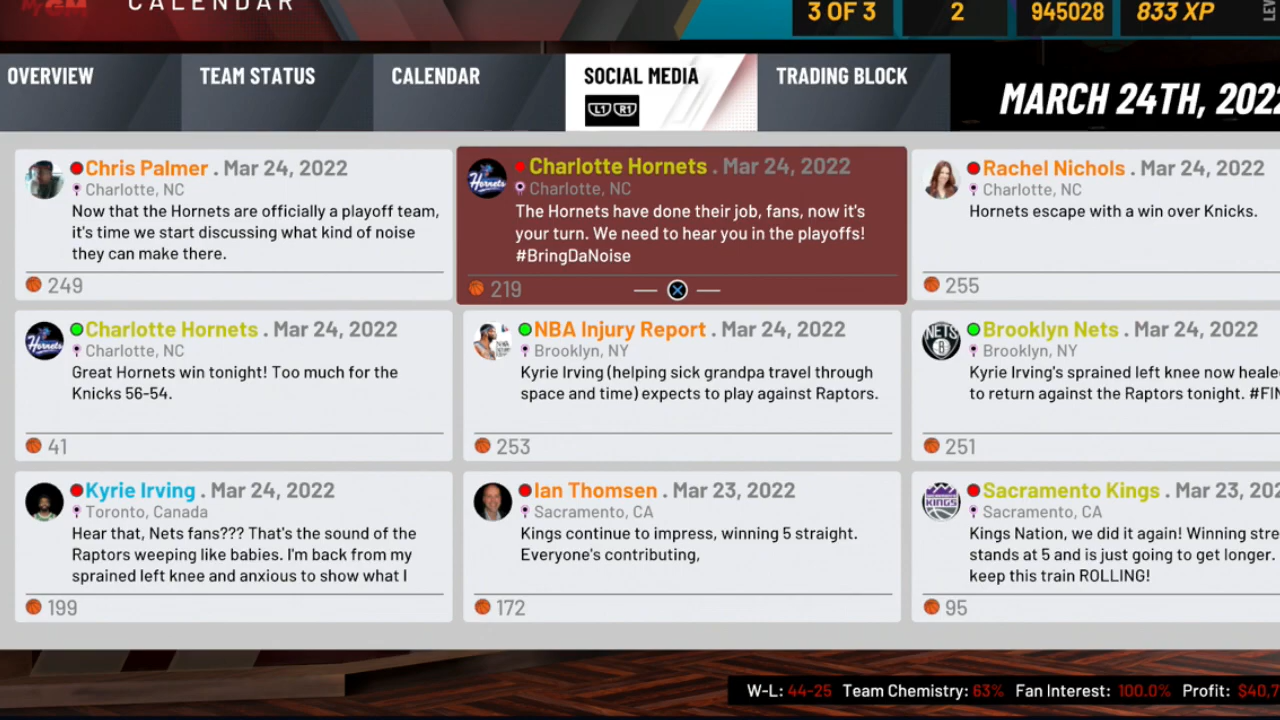 MyGM
CALENDAR
3 OF 3
2
945028
833 XP
OVERVIEW
TEAM STATUS
CALENDAR
SOCIAL MEDIA
L1 R1
TRADING BLOCK
MARCH 24TH, 2022
Chris Palmer . Mar 24, 2022
Charlotte, NC
Now that the Hornets are officially a playoff team,
it's time we start discussing what kind of noise
they can make there.
249
Hornets
Charlotte Hornets . Mar 24, 2022
Charlotte, NC
The Hornets have done their job, fans, now it's
your turn. We need to hear you in the playoffs!
#BringDaNoise
219
Rachel Nichols . Mar 24, 2022
Charlotte, NC
Hornets escape with a win over Knicks.
255
Hornets
Charlotte Hornets . Mar 24, 2022
Charlotte, NC
Great Hornets win tonight! Too much for the
Knicks 56-54.
41
NBA Injury Report . Mar 24, 2022
Brooklyn, NY
Kyrie Irving (helping sick grandpa travel through
space and time) expects to play against Raptors.
253
NETS
B
Brooklyn Nets . Mar 24, 2022
Brooklyn, NY
Kyrie Irving's sprained left knee now heale
to return against the Raptors tonight. #FIN
251
Kyrie Irving . Mar 24, 2022
Toronto, Canada
Hear that, Nets fans??? That's the sound of the
Raptors weeping like babies. I'm back from my
sprained left knee and anxious to show what I
199
Ian Thomsen . Mar 23, 2022
Sacramento, CA
Kings continue to impress, winning 5 straight.
Everyone's contributing,
172
KINGS
Sacramento Kings . Mar 23, 202
Sacramento, CA
Kings Nation, we did it again! Winning stre
stands at 5 and is just going to get longer.
keep this train ROLLING!
95
W-L: 44-25 Team Chemistry: 63% Fan Interest: 100.0% Profit: $40,7